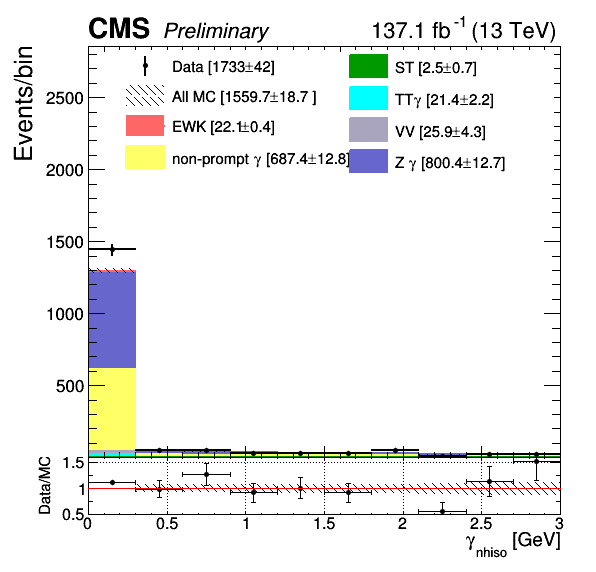 CMS Preliminary 137.1 fb⁻¹ (13 TeV)
Events/bin
Data [1733±42]
All MC [1559.7±18.7 ]
EWK [22.1±0.4]
non-prompt γ [687.4±12.8]
ST [2.5±0.7]
TTγ [21.4±2.2]
VV [25.9±4.3]
Z γ [800.4±12.7]
2500
2000
1500
1000
500
Data/MC
1.5
1
0.5
0 0.5 1 1.5 2 2.5 3
γnhiso [GeV]